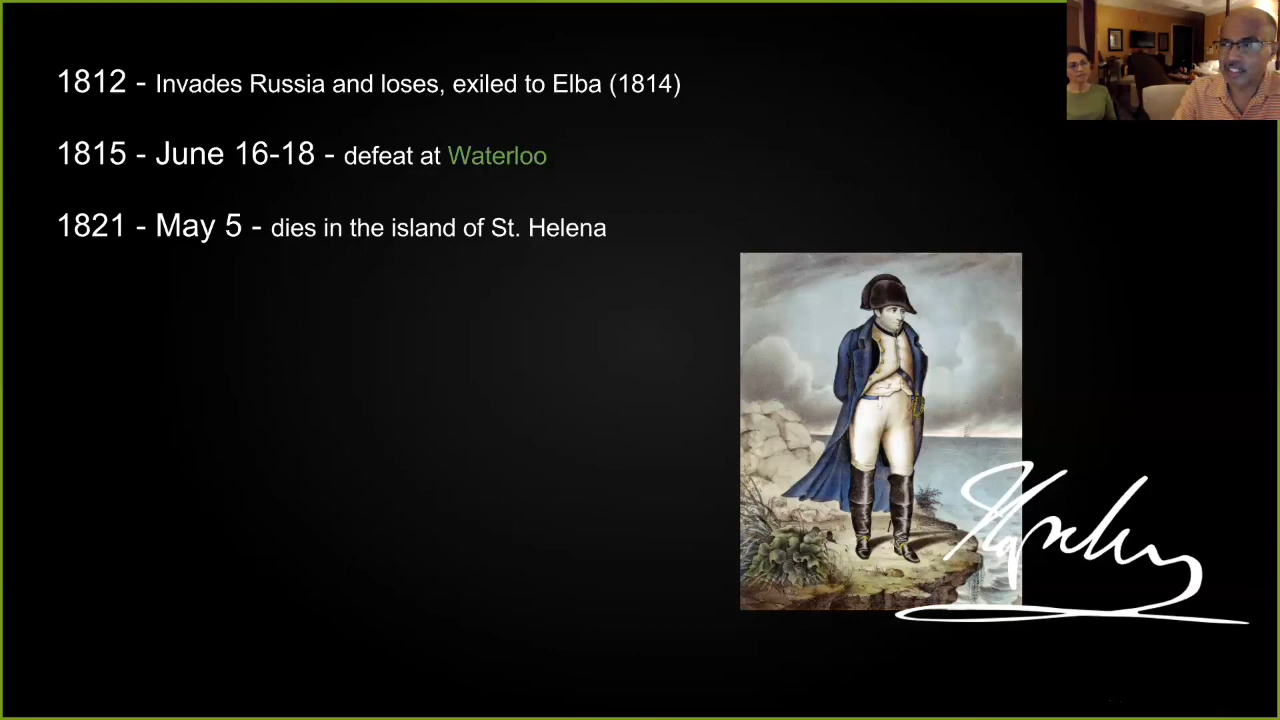 1812 - Invades Russia and loses, exiled to Elba (1814)
1815 - June 16-18 - defeat at Waterloo
1821 - May 5 - dies in the island of St. Helena